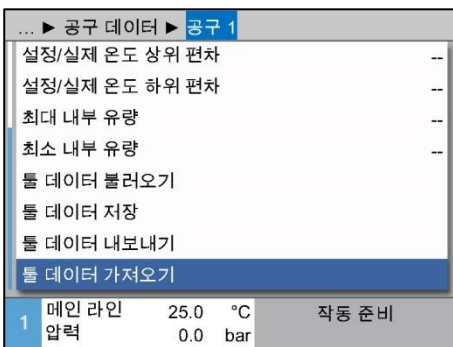 ... ► 공구 데이터 ► 공구 1
설정/실제 온도 상위 편차 --
설정/실제 온도 하위 편차 --
최대 내부 유량 --
최소 내부 유량 --
툴 데이터 불러오기
툴 데이터 저장
툴 데이터 내보내기
툴 데이터 가져오기
1 메인 라인 25.0 °C 작동 준비
압력 0.0 bar